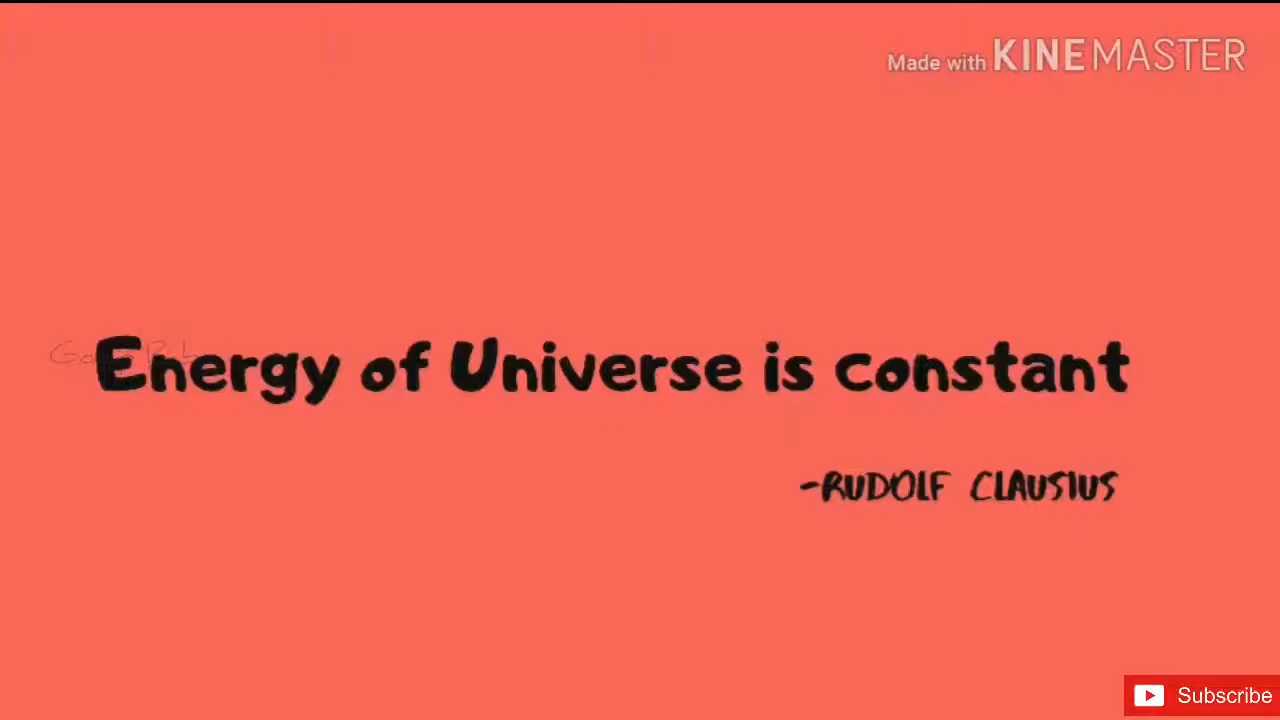 Made with KINEMASTER
Energy of Universe is constant
-RUDOLF CLAUSIUS
Subscribe